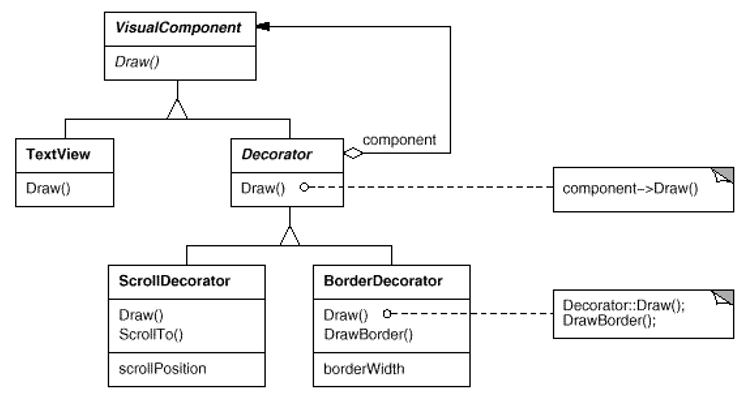 VisualComponent
Draw()
component
TextView
Draw()
Decorator
Draw()
component–>Draw()
ScrollDecorator
Draw()
ScrollTo()
scrollPosition
BorderDecorator
Draw()
DrawBorder()
borderWidth
Decorator::Draw();
DrawBorder();